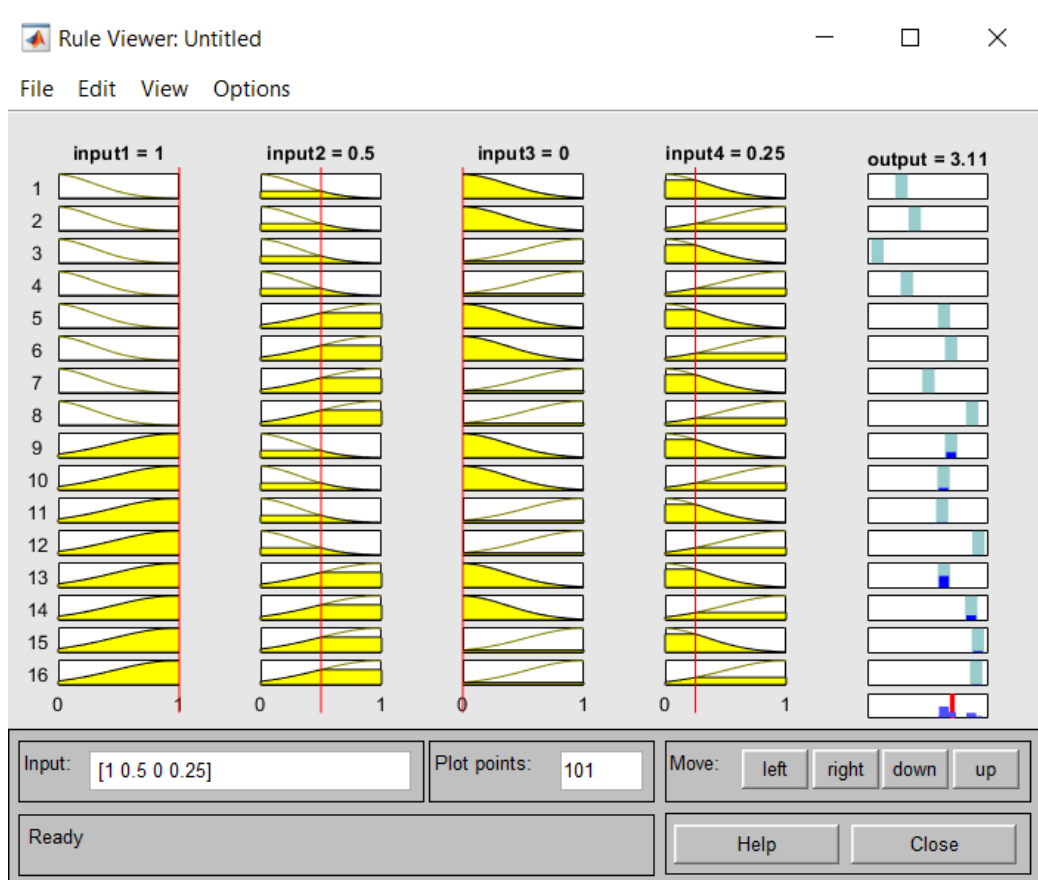 Rule Viewer: Untitled
File Edit View Options
input1 = 1 input2 = 0.5 input3 = 0 input4 = 0.25 output = 3.11
1
2
3
4
5
6
7
8
9
10
11
12
13
14
15
16
0 1 0 1 0 1 0 1
Input: [1 0.5 0 0.25] Plot points: 101 Move: left right down up
Ready Help Close